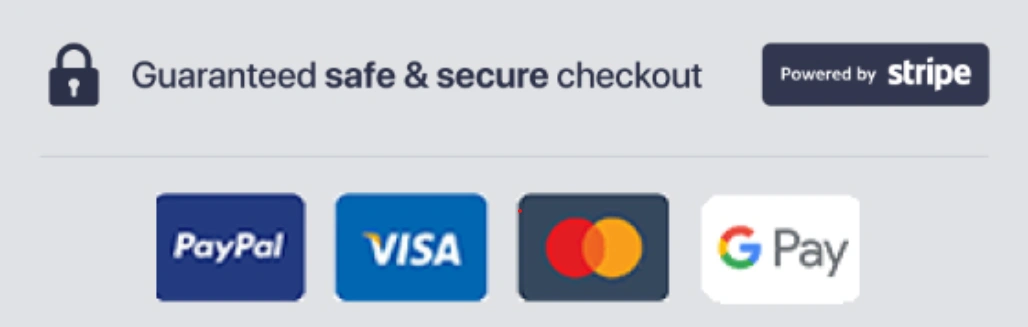 Guaranteed safe & secure checkout
Powered by stripe
PayPal
VISA
G Pay